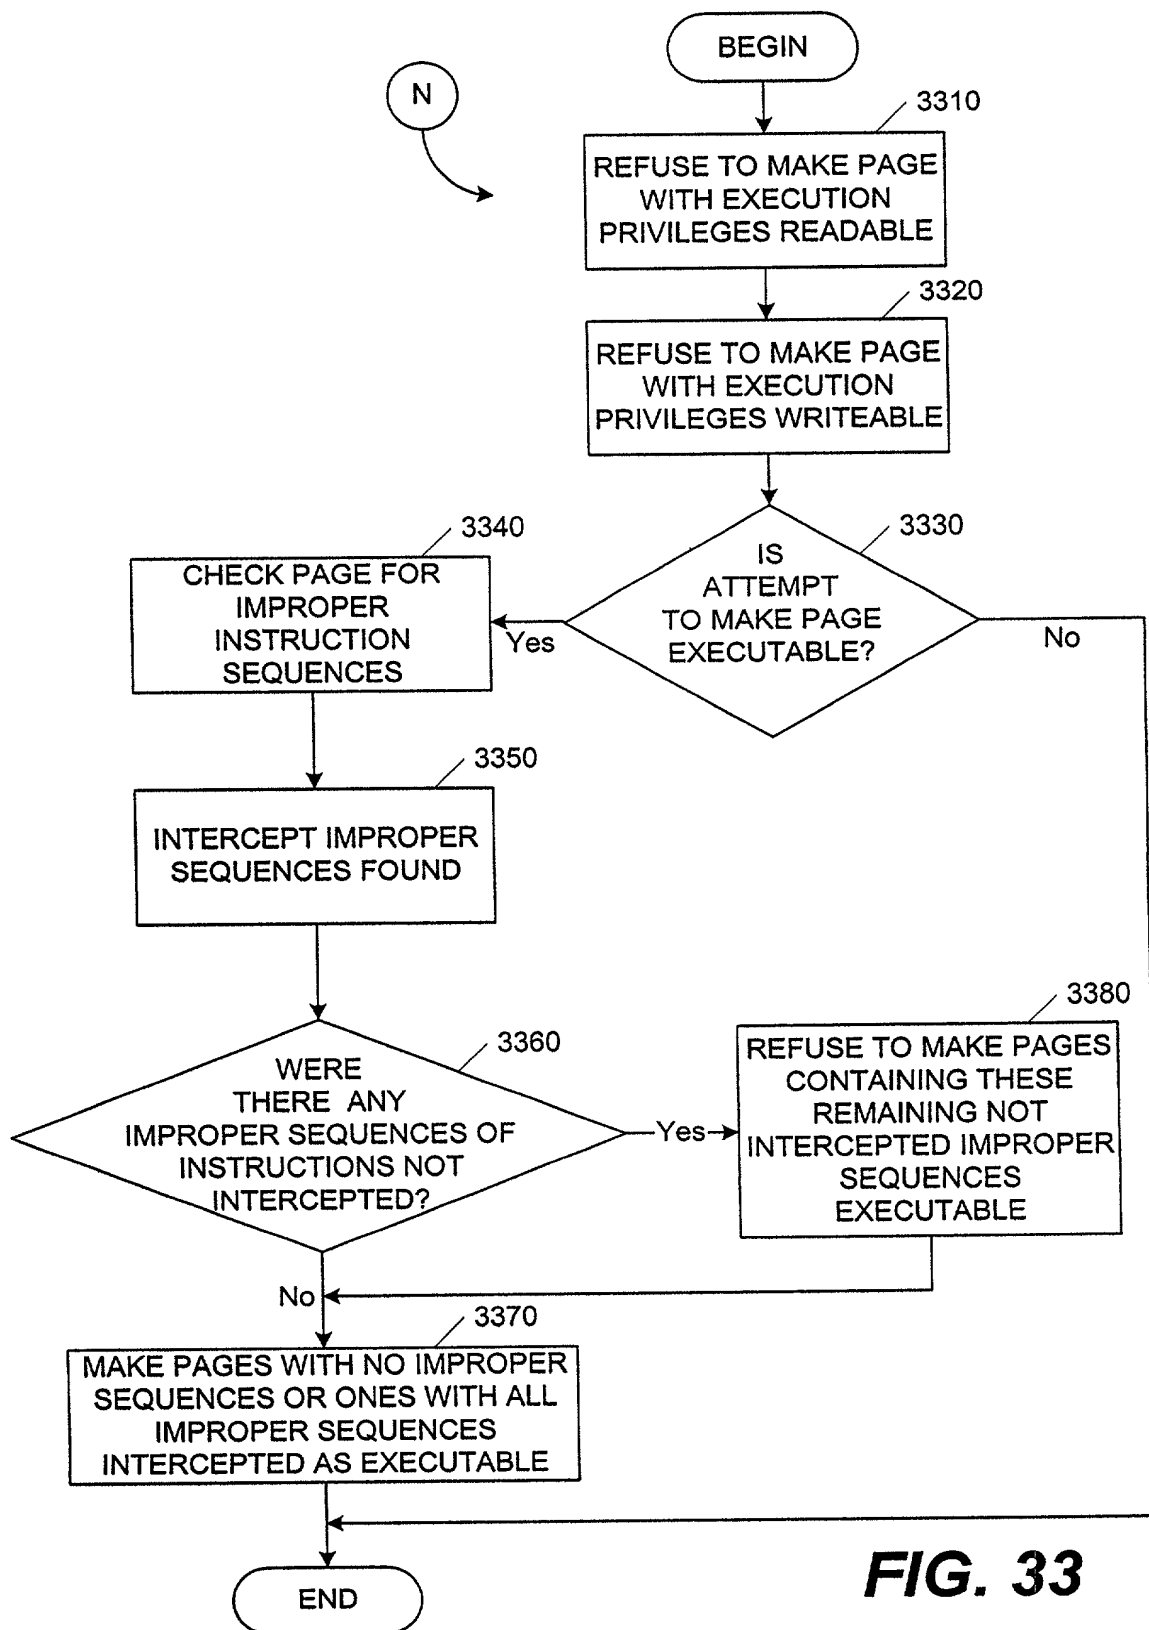 BEGIN
N
3310
REFUSE TO MAKE PAGE
WITH EXECUTION
PRIVILEGES READABLE
3320
REFUSE TO MAKE PAGE
WITH EXECUTION
PRIVILEGES WRITEABLE
3330
IS
ATTEMPT
TO MAKE PAGE
EXECUTABLE?
Yes
No
3340
CHECK PAGE FOR
IMPROPER
INSTRUCTION
SEQUENCES
3350
INTERCEPT IMPROPER
SEQUENCES FOUND
3360
WERE
THERE ANY
IMPROPER SEQUENCES OF
INSTRUCTIONS NOT
INTERCEPTED?
Yes
3380
REFUSE TO MAKE PAGES
CONTAINING THESE
REMAINING NOT
INTERCEPTED IMPROPER
SEQUENCES
EXECUTABLE
No
3370
MAKE PAGES WITH NO IMPROPER
SEQUENCES OR ONES WITH ALL
IMPROPER SEQUENCES
INTERCEPTED AS EXECUTABLE
END
FIG. 33